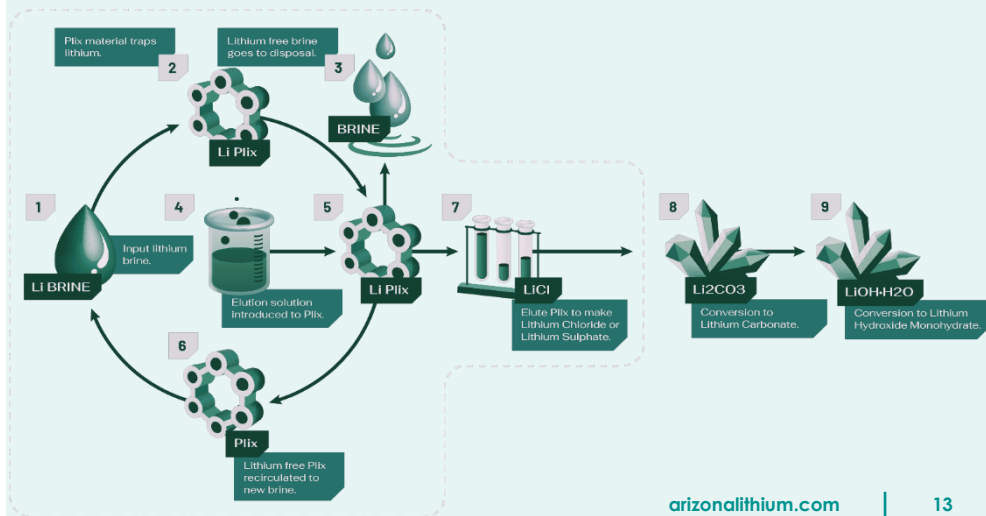 Plix material traps
lithium.
2
Li Plix
Lithium free brine
goes to disposal.
3
BRINE
1
Li BRINE
Input lithium
brine.
4
Elution solution
introduced to Plix.
5
Li Plix
6
Plix
Lithium free Plix
recirculated to
new brine.
7
LiCl
Elute Plix to make
Lithium Chloride or
Lithium Sulphate.
8
Li2CO3
Conversion to
Lithium Carbonate.
9
LiOH•H2O
Conversion to Lithium
Hydroxide Monohydrate.
arizonalithium.com | 13